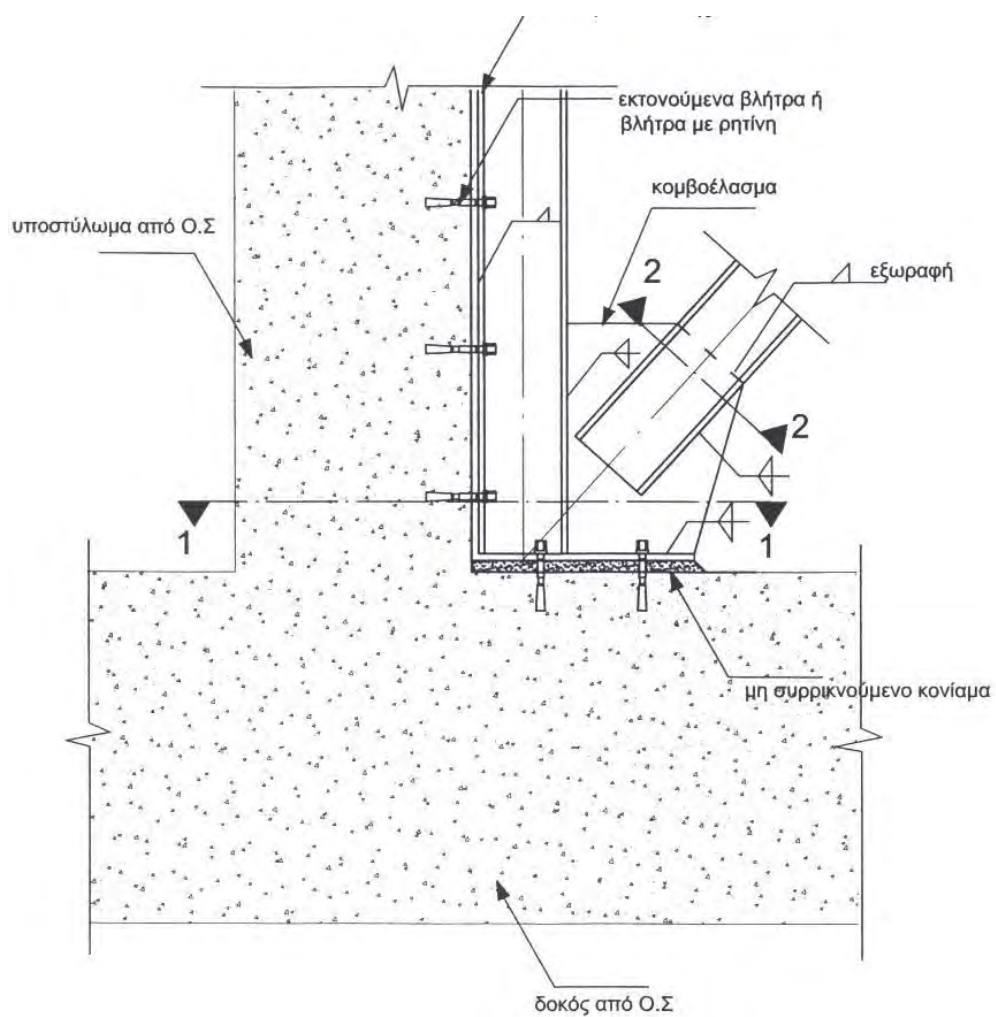 εκτονούμενα βλήτρα ή
βλήτρα με ρητίνη
κομβοέλασμα
υποστύλωμα από Ο.Σ
2
εξωραφή
2
1
1
μη συρρικνούμενο κονίαμα
δοκός από Ο.Σ